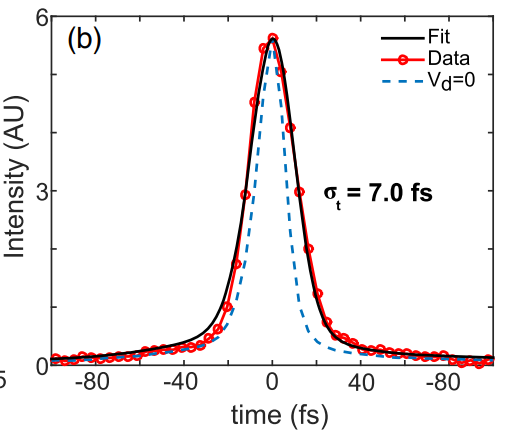 (b)
6
3
0
5
Intensity (AU)
Fit
Data
V_d=0
σ_t = 7.0 fs
-80 -40 0 40 -80
time (fs)